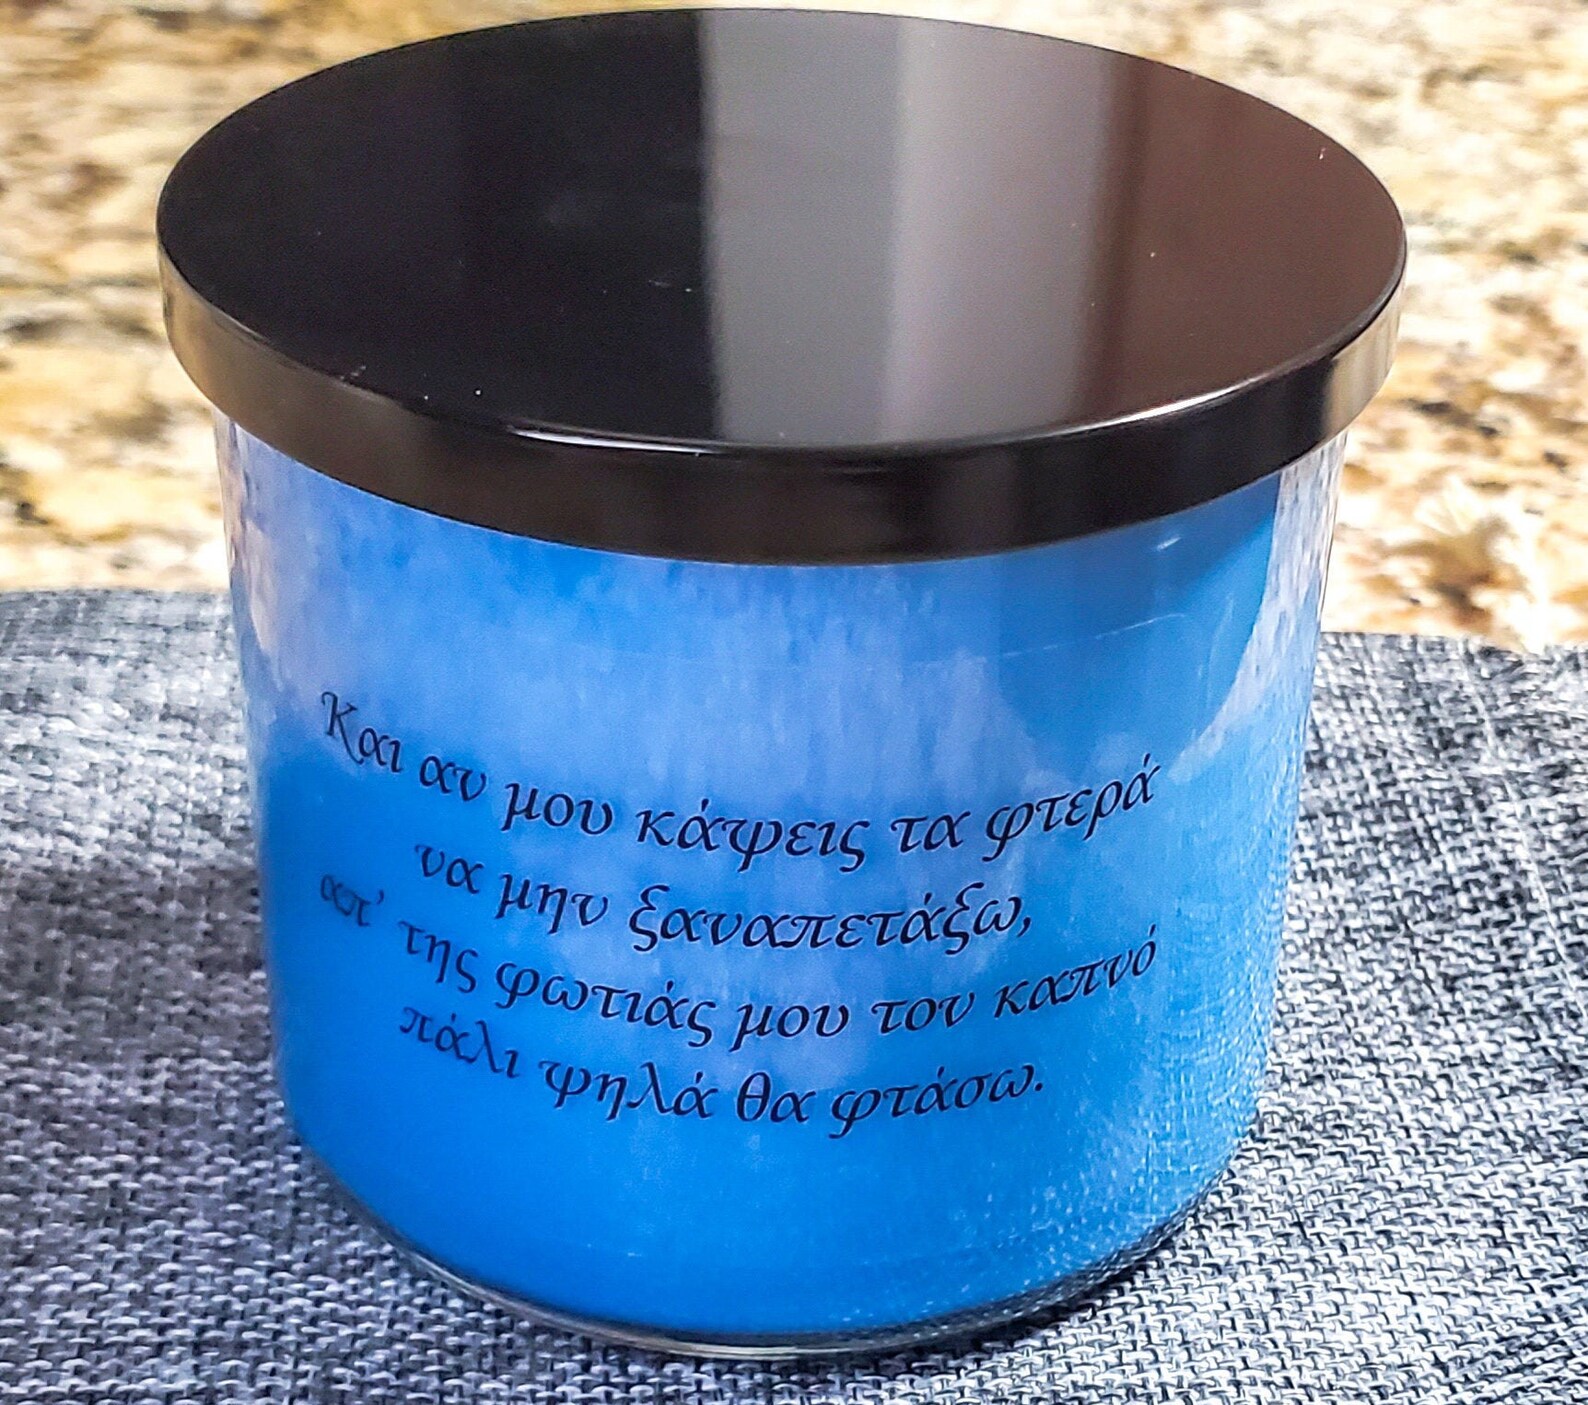 Και αν μου κάψεις τα φτερά
να μην ξαναπετάξω,
απ' της φωτιάς μου τον καπνό
πάλι ψηλά θα φτάσω.